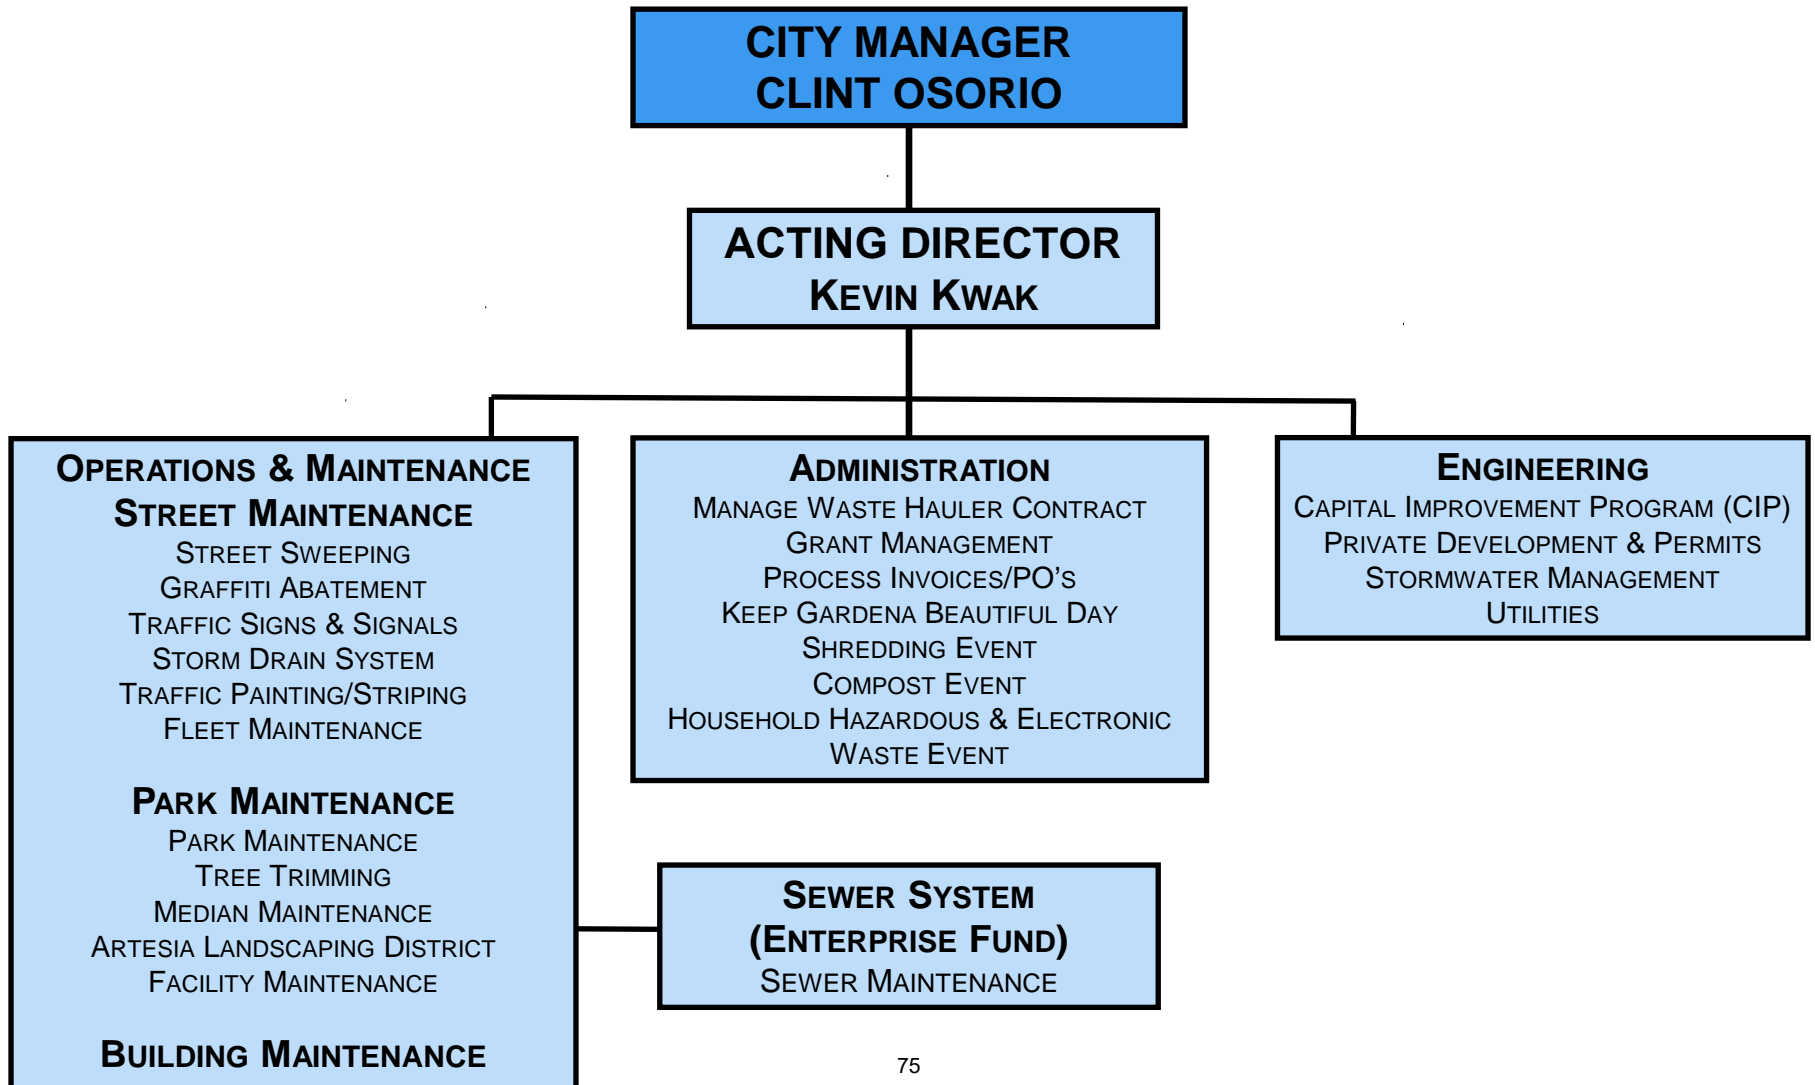 CITY MANAGER
CLINT OSORIO
ACTING DIRECTOR
KEVIN KWAK
OPERATIONS & MAINTENANCE
STREET MAINTENANCE
STREET SWEEPING
GRAFFITI ABATEMENT
TRAFFIC SIGNS & SIGNALS
STORM DRAIN SYSTEM
TRAFFIC PAINTING/STRIPING
FLEET MAINTENANCE
PARK MAINTENANCE
PARK MAINTENANCE
TREE TRIMMING
MEDIAN MAINTENANCE
ARTESIA LANDSCAPING DISTRICT
FACILITY MAINTENANCE
BUILDING MAINTENANCE
ADMINISTRATION
MANAGE WASTE HAULER CONTRACT
GRANT MANAGEMENT
PROCESS INVOICES/PO’S
KEEP GARDENA BEAUTIFUL DAY
SHREDDING EVENT
COMPOST EVENT
HOUSEHOLD HAZARDOUS & ELECTRONIC
WASTE EVENT
ENGINEERING
CAPITAL IMPROVEMENT PROGRAM (CIP)
PRIVATE DEVELOPMENT & PERMITS
STORMWATER MANAGEMENT
UTILITIES
SEWER SYSTEM
(ENTERPRISE FUND)
SEWER MAINTENANCE
75